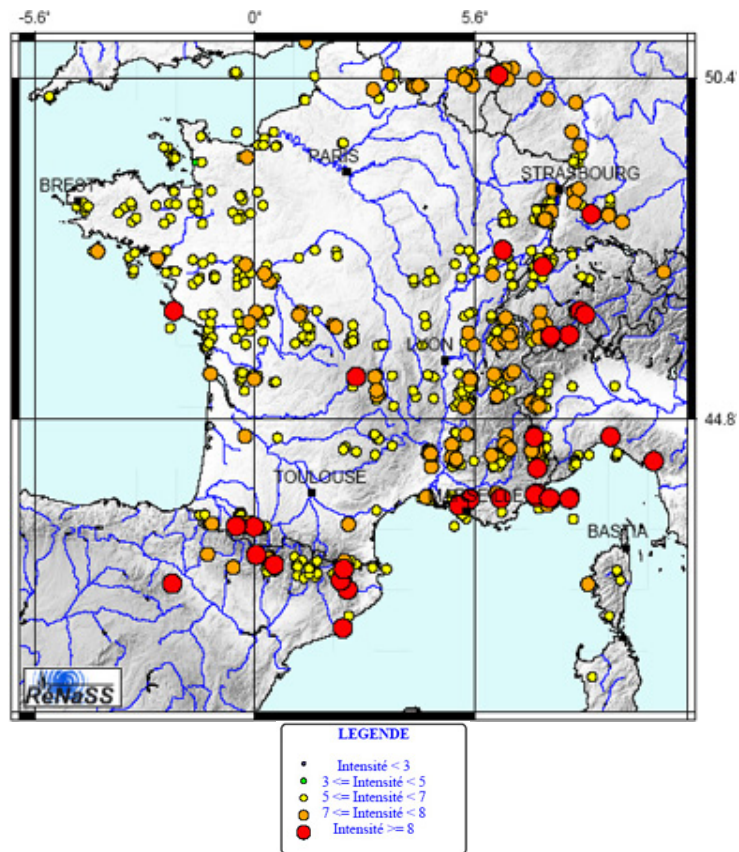 -5.6° 0° 5.6°
50.4°
PARIS
STRASBOURG
BREST
LYON
44.8°
TOULOUSE
MARSEILLE
BASTIA
ReNaSS
LEGENDE
Intensité < 3
3 <= Intensité < 5
5 <= Intensité < 7
7 <= Intensité < 8
Intensité >= 8